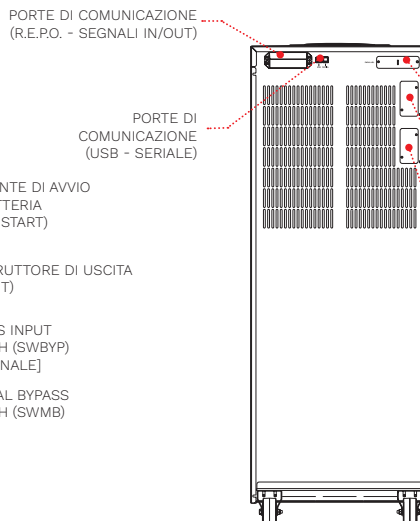 PORTE DI COMUNICAZIONE
(R.E.P.O. - SEGNALI IN/OUT)
PORTE DI
COMUNICAZIONE
(USB - SERIALE)
NTE DI AVVIO
TTERIA
START)
RUTTORE DI USCITA
T)
S INPUT
H (SWBYP)
NALE]
AL BYPASS
H (SWMB)